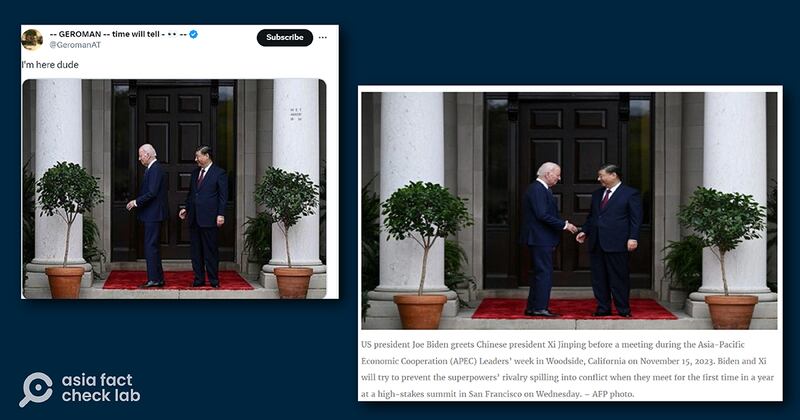 -- GEROMAN -- time will tell - 👀 --
@GeromanAT
Subscribe
I'm here dude
US president Joe Biden greets Chinese president Xi Jinping before a meeting during the Asia-Pacific
Economic Cooperation (APEC) Leaders' week in Woodside, California on November 15, 2023. Biden and Xi
will try to prevent the superpowers' rivalry spilling into conflict when they meet for the first time in a year
at a high-stakes summit in San Francisco on Wednesday. – AFP photo.
asia fact
check lab